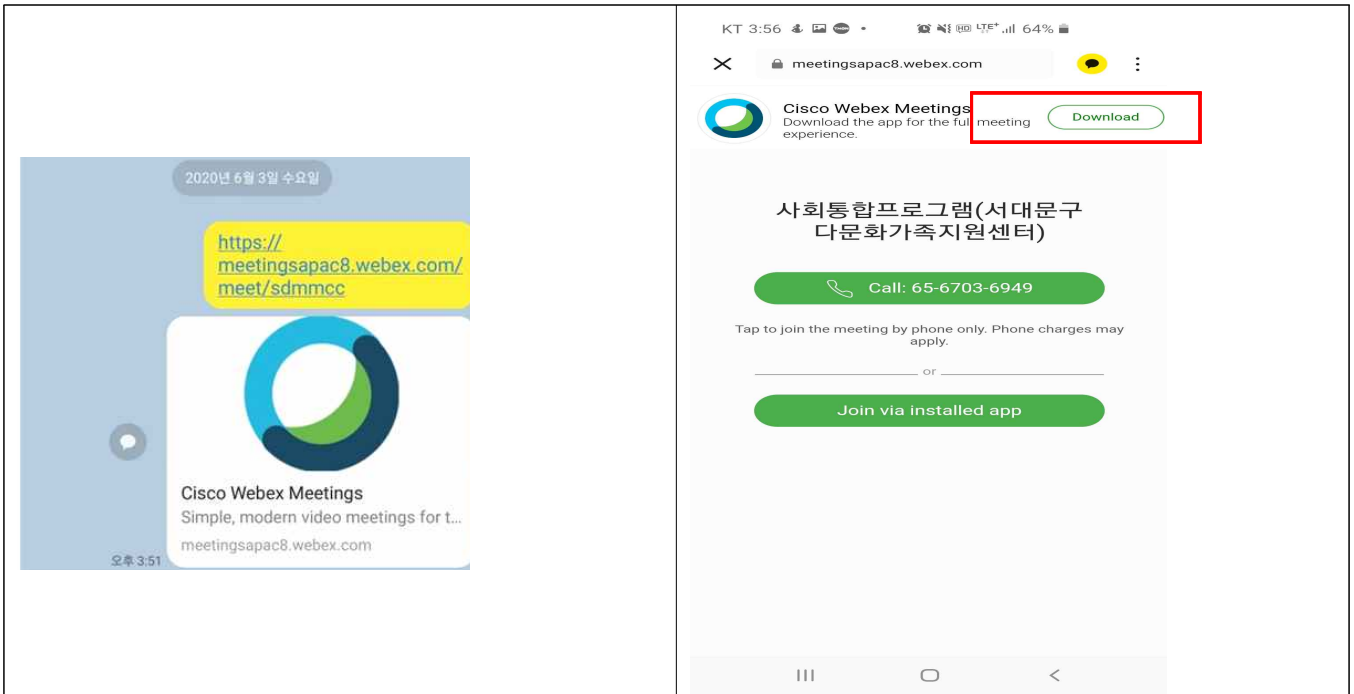 2020년 6월 3일 수요일
https://
meetingsapac8.webex.com/
meet/sdmmcc
Cisco Webex Meetings
Simple, modern video meetings for t...
meetingsapac8.webex.com
오후 3:51
KT 3:56 LTE+ 64%
meetingsapac8.webex.com
Cisco Webex Meetings
Download the app for the full meeting
experience.
Download
사회통합프로그램(서대문구
다문화가족지원센터)
Call: 65-6703-6949
Tap to join the meeting by phone only. Phone charges may
apply.
or
Join via installed app